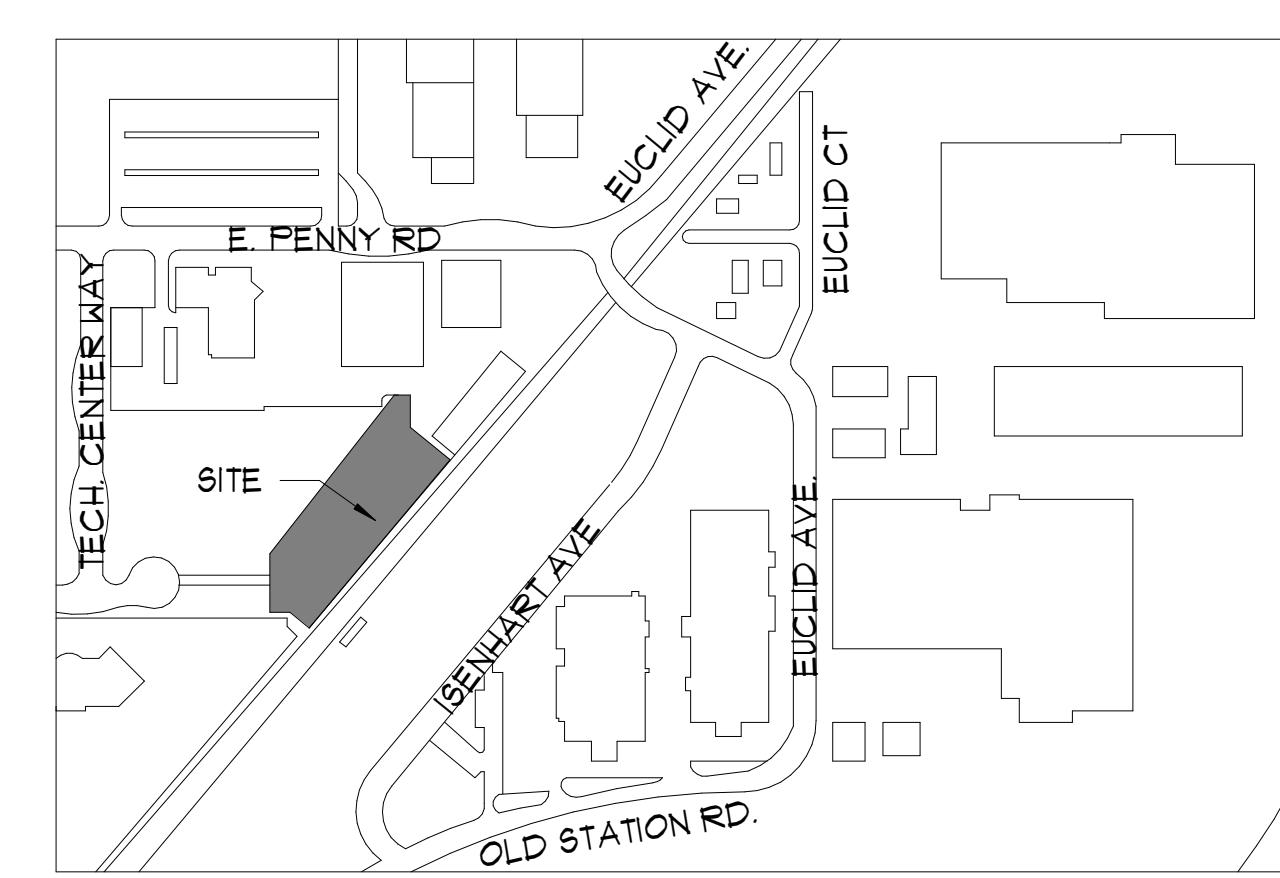 EUCLID AVE.
EUCLID CT
E. PENNY RD
TECH. CENTER WAY
SITE
ISENHART AVE
EUCLID AVE.
OLD STATION RD.